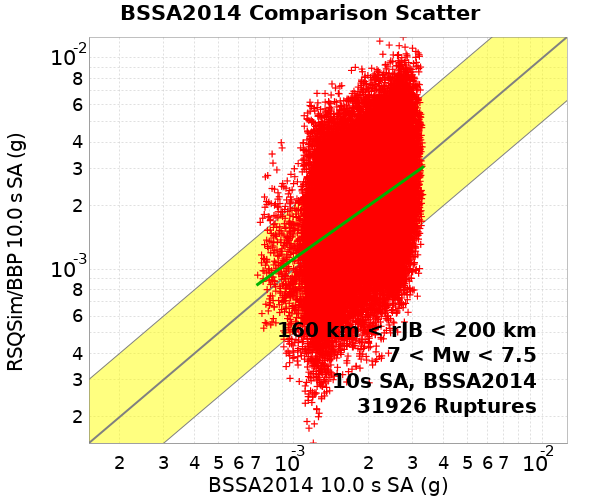 BSSA2014 Comparison Scatter
RSQSim/BBP 10.0 s SA (g)
10-2
8
6
4
3
2
10-3
8
6
4
3
2
160 km < rJB < 200 km
7 < Mw < 7.5
10s SA, BSSA2014
31926 Ruptures
2 3 4 5 6 7 10-3 2 3 4 5 6 7 10-2
BSSA2014 10.0 s SA (g)